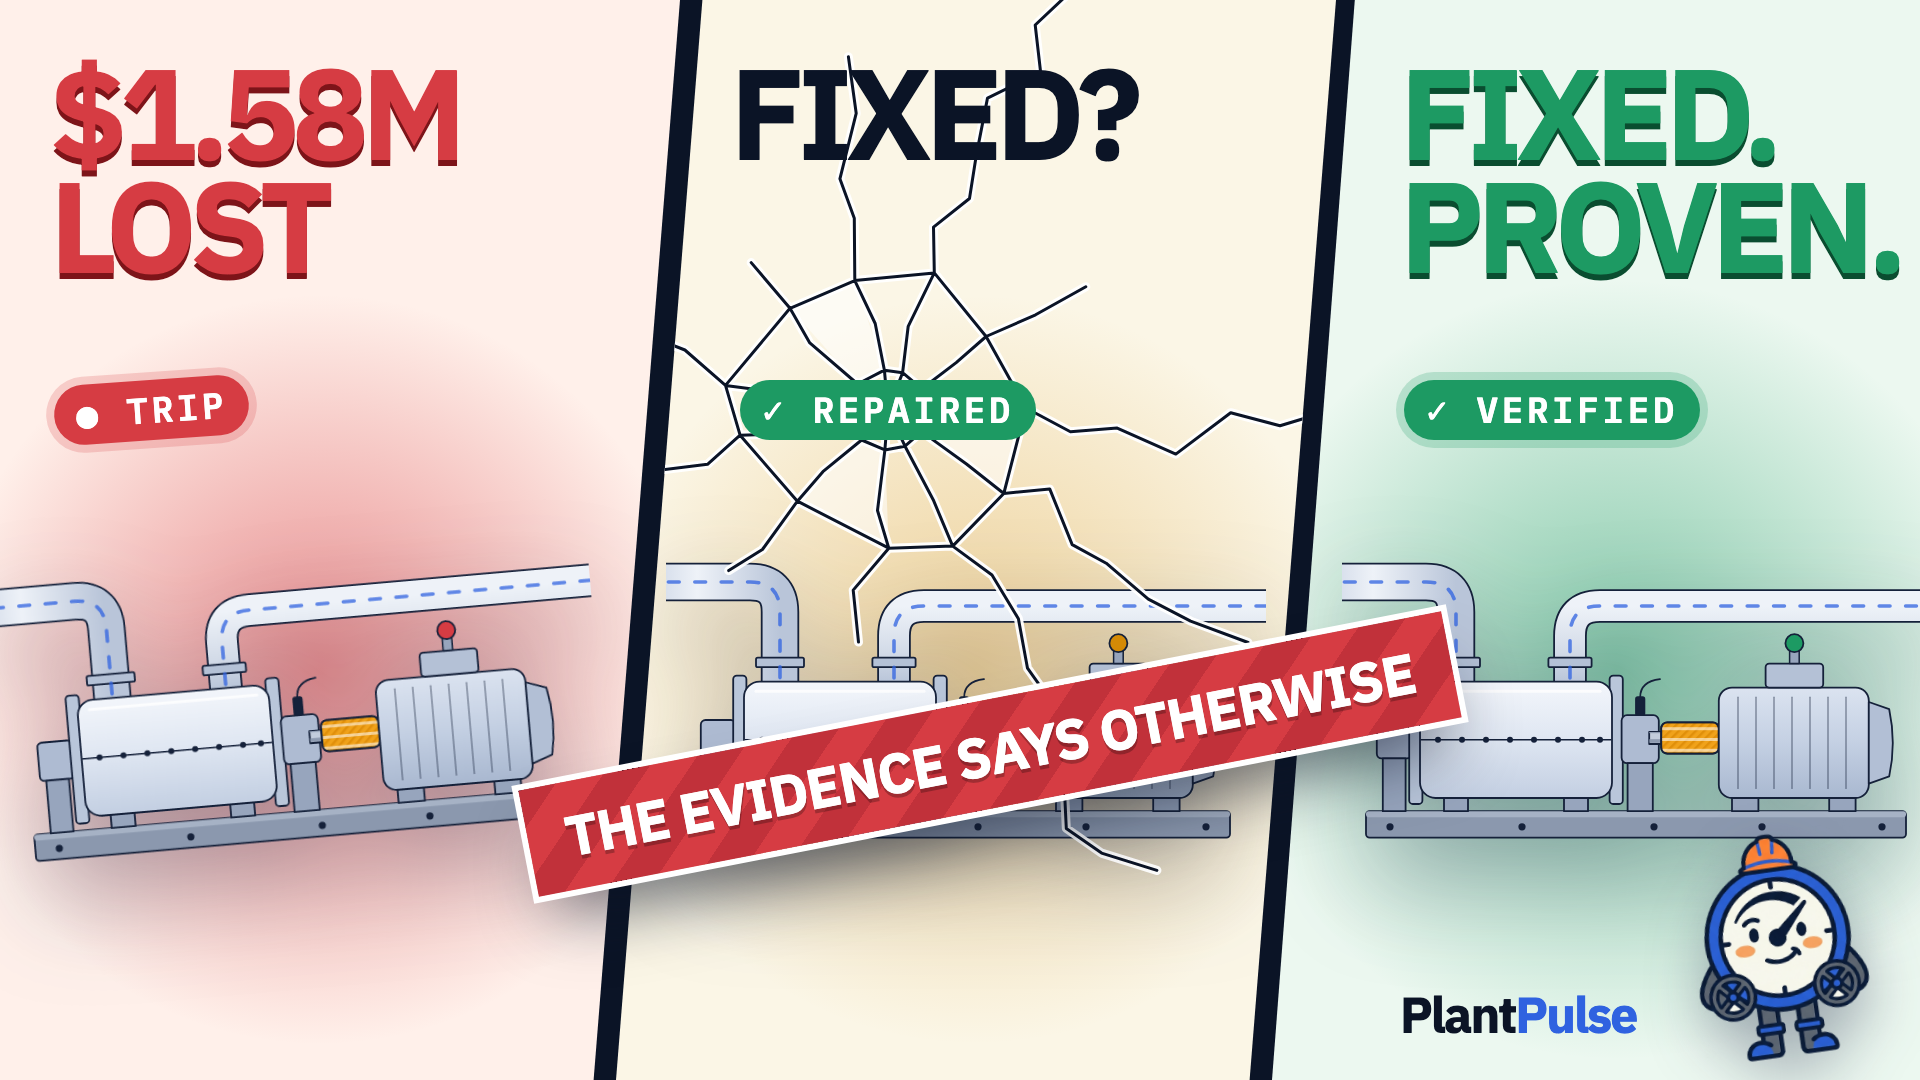 $1.58M
LOST
● TRIP
FIXED?
✓ REPAIRED
FIXED.
PROVEN.
✓ VERIFIED
THE EVIDENCE SAYS OTHERWISE
PlantPulse